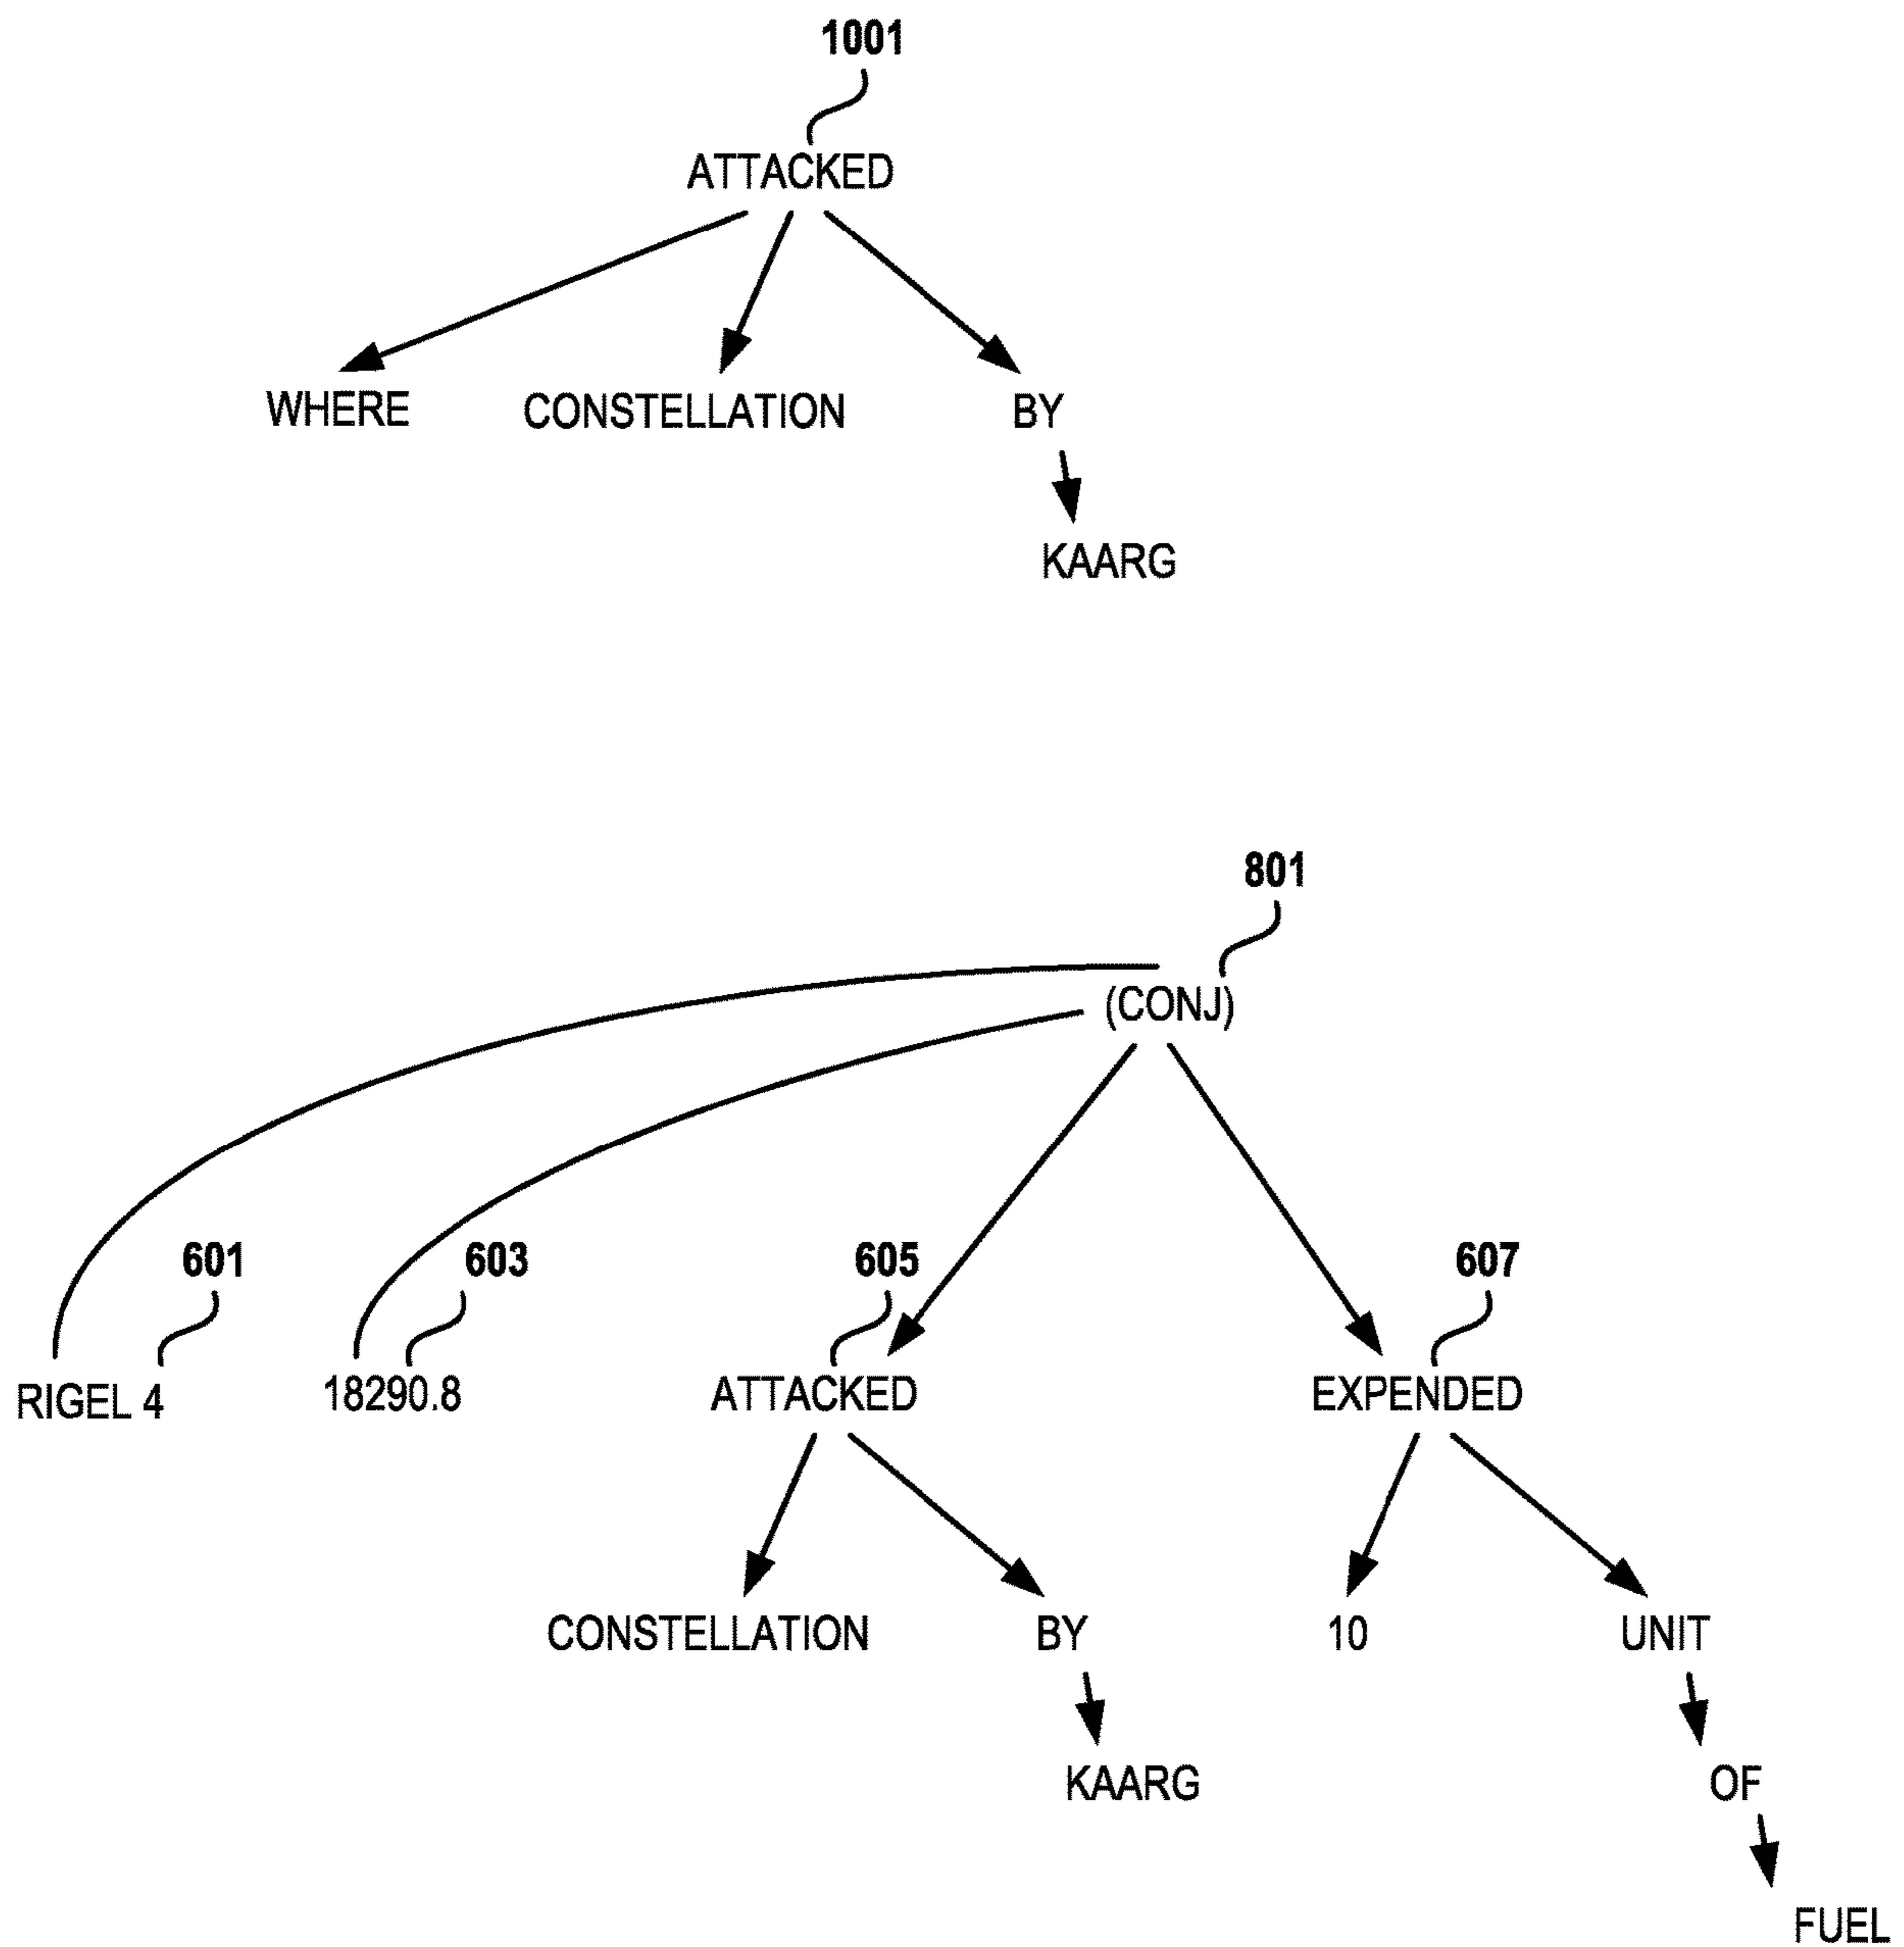 1001
ATTACKED
WHERE CONSTELLATION BY
KAARG
801
(CONJ)
601 603 605 607
RIGEL 4 18290.8 ATTACKED EXPENDED
CONSTELLATION BY 10 UNIT
KAARG OF
FUEL